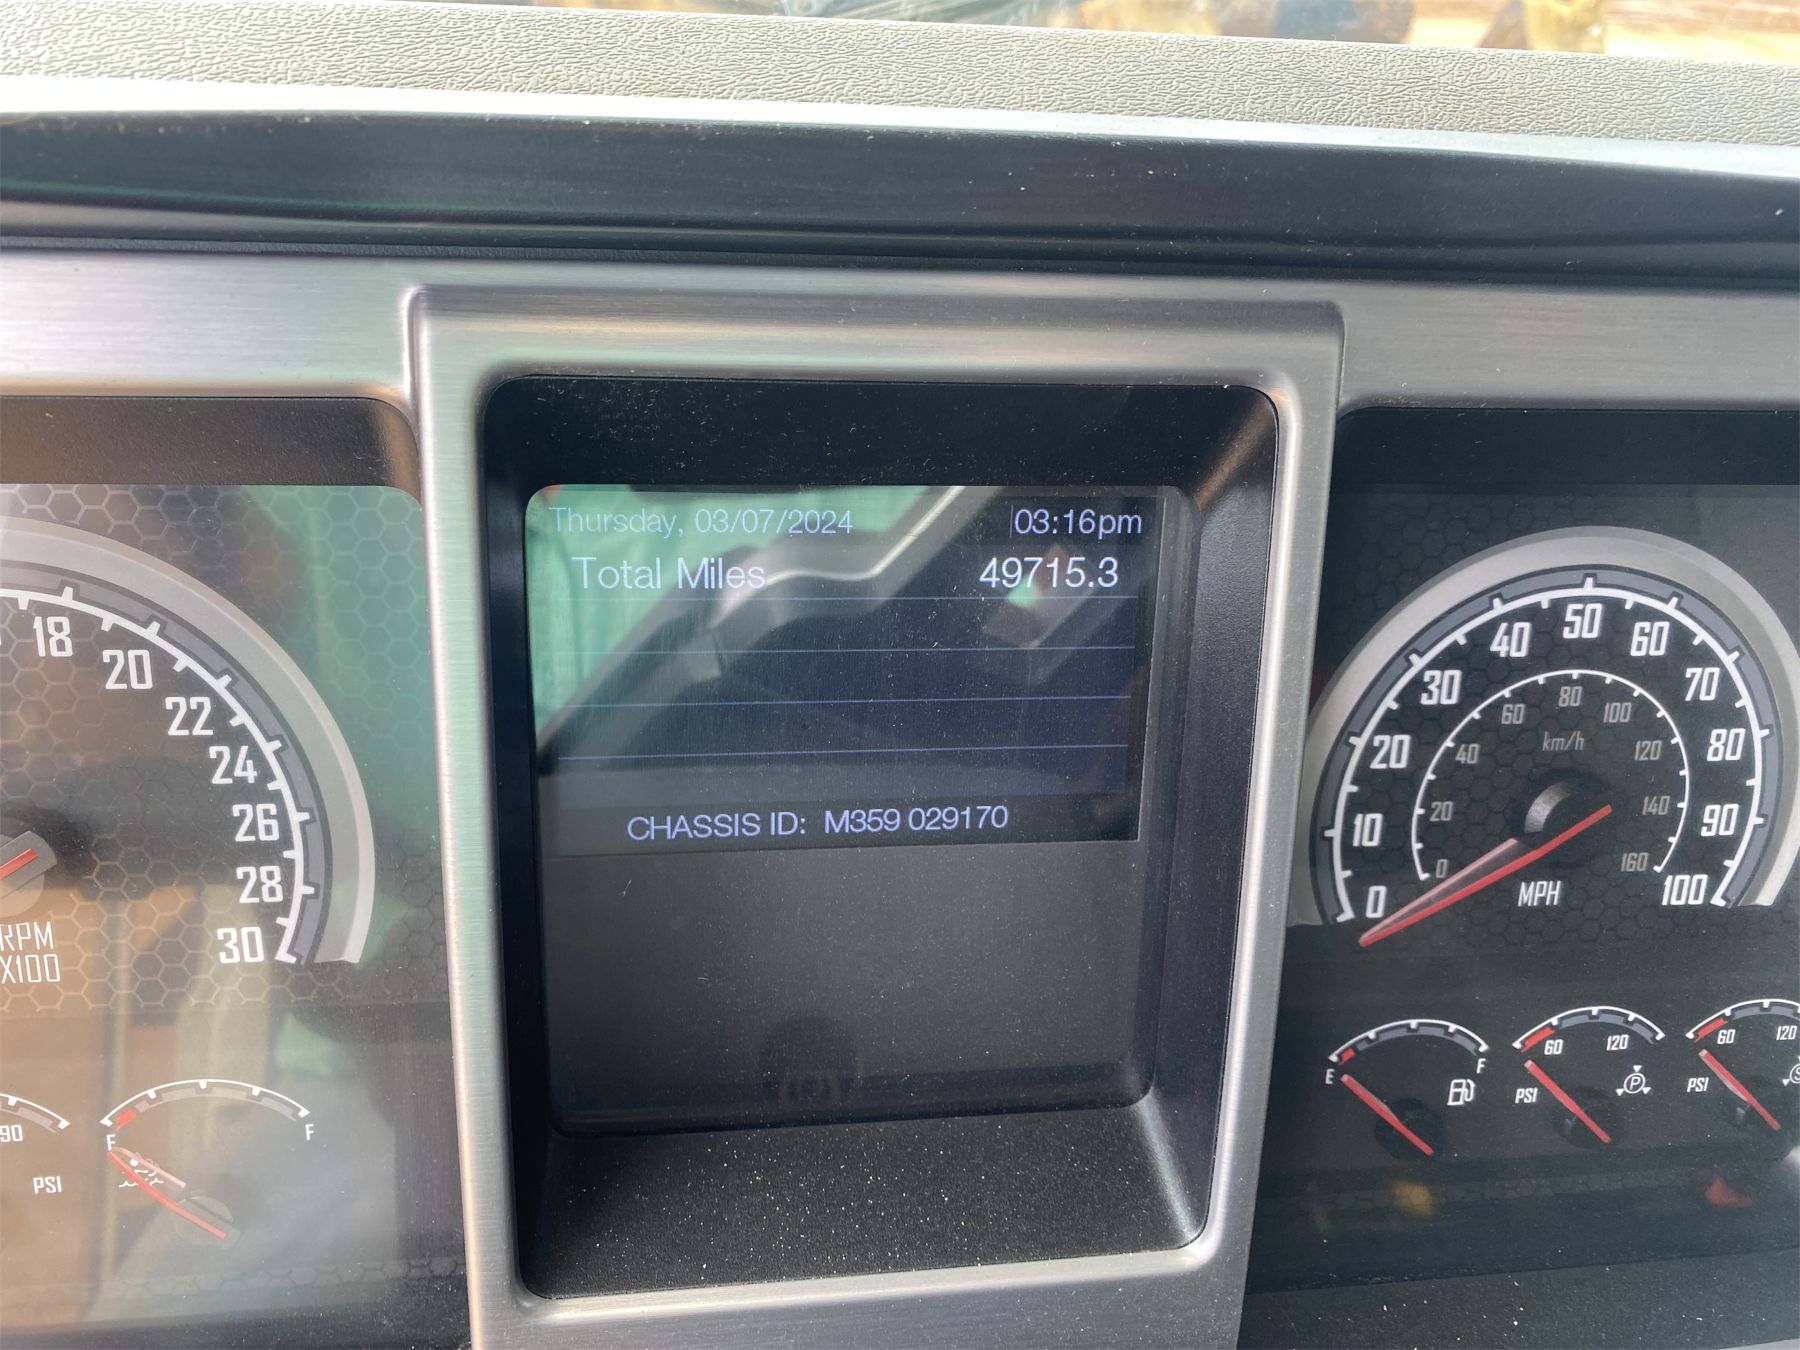 Thursday, 03/07/2024 03:16pm
Total Miles 49715.3
CHASSIS ID: M359 029170
18
20
22
24
26
28
30
RPM
X100
90
PSI
F
0
10
20
30
40
50
60
70
80
90
100
MPH
0
20
40
60
80
100
120
140
160
km/h
E F
60 120
PSI
P
60 120
PSI